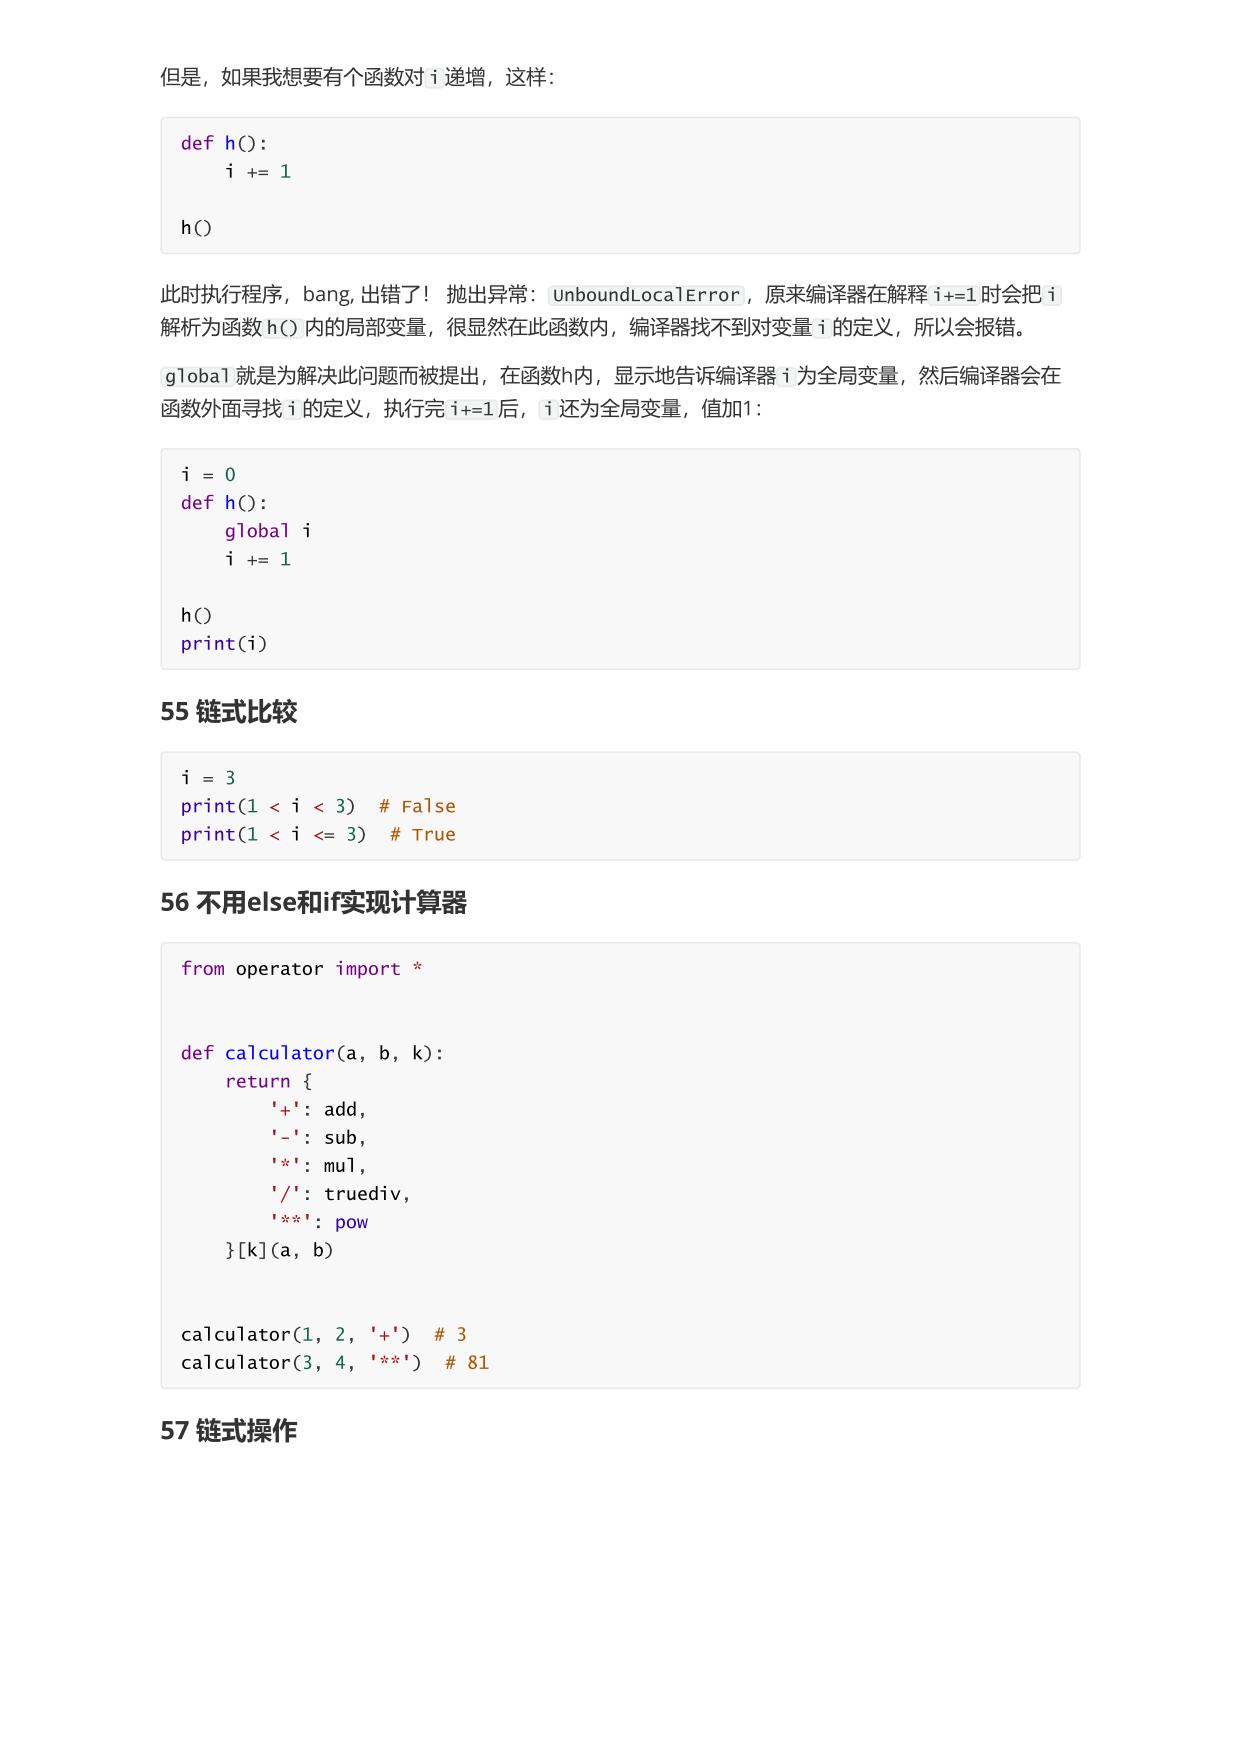 但是，如果我想要有个函数对i递增，这样：
def h():
    i += 1
h()
此时执行程序，bang, 出错了！ 抛出异常：UnboundLocalError，原来编译器在解释i+=1时会把i
解析为函数h()内的局部变量，很显然在此函数内，编译器找不到对变量i的定义，所以会报错。
global就是为解决此问题而被提出，在函数h内，显示地告诉编译器i为全局变量，然后编译器会在
函数外面寻找i的定义，执行完i+=1后，i还为全局变量，值加1：
i = 0
def h():
    global i
    i += 1
h()
print(i)
55 链式比较
i = 3
print(1 < i < 3)  # False
print(1 < i <= 3)  # True
56 不用else和if实现计算器
from operator import *
def calculator(a, b, k):
    return {
        '+': add,
        '-': sub,
        '*': mul,
        '/': truediv,
        '**': pow
    }[k](a, b)
calculator(1, 2, '+')  # 3
calculator(3, 4, '**')  # 81
57 链式操作